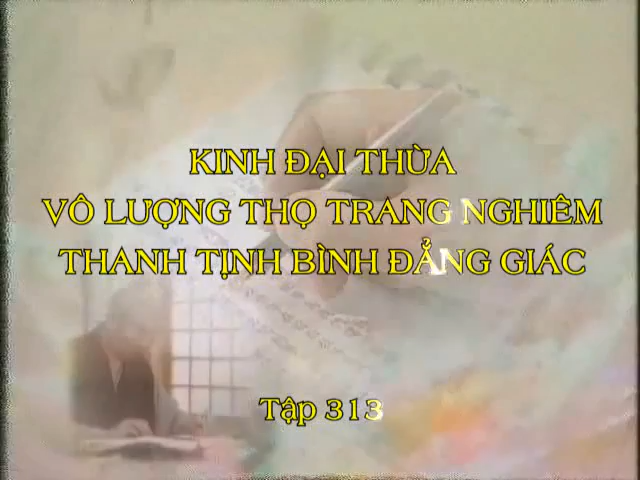 KINH ĐẠI THỪA
VÔ LƯỢNG THỌ TRANG NGHIÊM
THANH TỊNH BÌNH ĐẲNG GIÁC
Tập 313